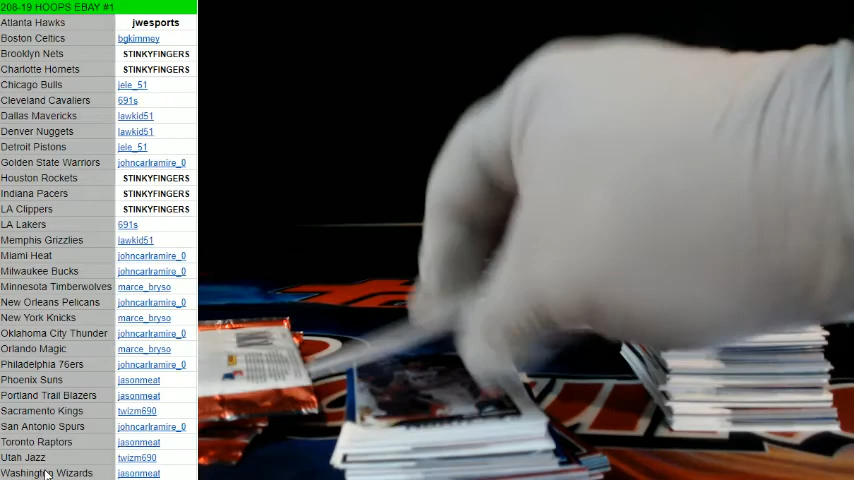 208-19 HOOPS EBAY #1
Atlanta Hawks jwesports
Boston Celtics bgkimmey
Brooklyn Nets STINKYFINGERS
Charlotte Hornets STINKYFINGERS
Chicago Bulls jele_51
Cleveland Cavaliers 691s
Dallas Mavericks lawkid51
Denver Nuggets lawkid51
Detroit Pistons jele_51
Golden State Warriors johncarlramire_0
Houston Rockets STINKYFINGERS
Indiana Pacers STINKYFINGERS
LA Clippers STINKYFINGERS
LA Lakers 691s
Memphis Grizzlies lawkid51
Miami Heat johncarlramire_0
Milwaukee Bucks johncarlramire_0
Minnesota Timberwolves marce_bryso
New Orleans Pelicans johncarlramire_0
New York Knicks marce_bryso
Oklahoma City Thunder johncarlramire_0
Orlando Magic marce_bryso
Philadelphia 76ers johncarlramire_0
Phoenix Suns jasonmeat
Portland Trail Blazers jasonmeat
Sacramento Kings twizm690
San Antonio Spurs johncarlramire_0
Toronto Raptors jasonmeat
Utah Jazz twizm690
Washington Wizards jasonmeat